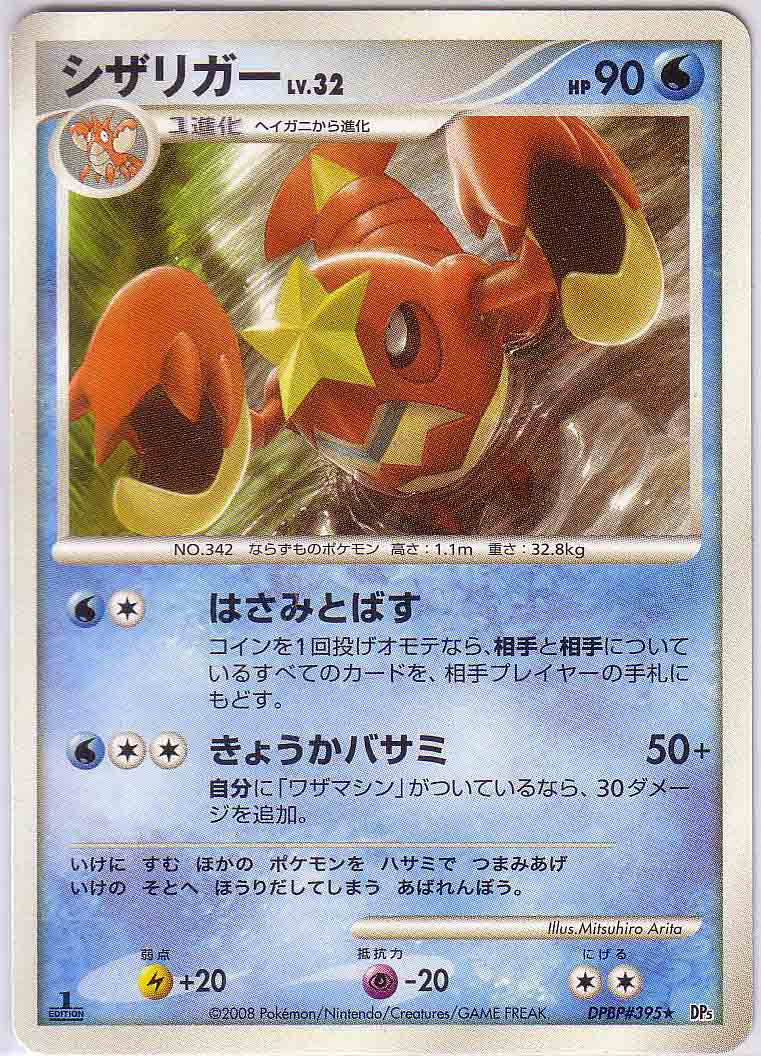 シザリガー LV.32 HP 90
1進化 ヘイガニから進化
NO.342 ならずものポケモン 高さ：1.1m 重さ：32.8kg
はさみとばす
コインを1回投げオモテなら、相手と相手について
いるすべてのカードを、相手プレイヤーの手札に
もどす。
きょうかバサミ 50+
自分に「ワザマシン」がついているなら、30ダメー
ジを追加。
いけに すむ ほかの ポケモンを ハサミで つまみあげ
いけの そとへ ほうりだしてしまう あばれんぼう。
Illus.Mitsuhiro Arita
弱点 抵抗力 にげる
+20 -20
1 EDITION ©2008 Pokémon/Nintendo/Creatures/GAME FREAK. DPBP#395★ DP5